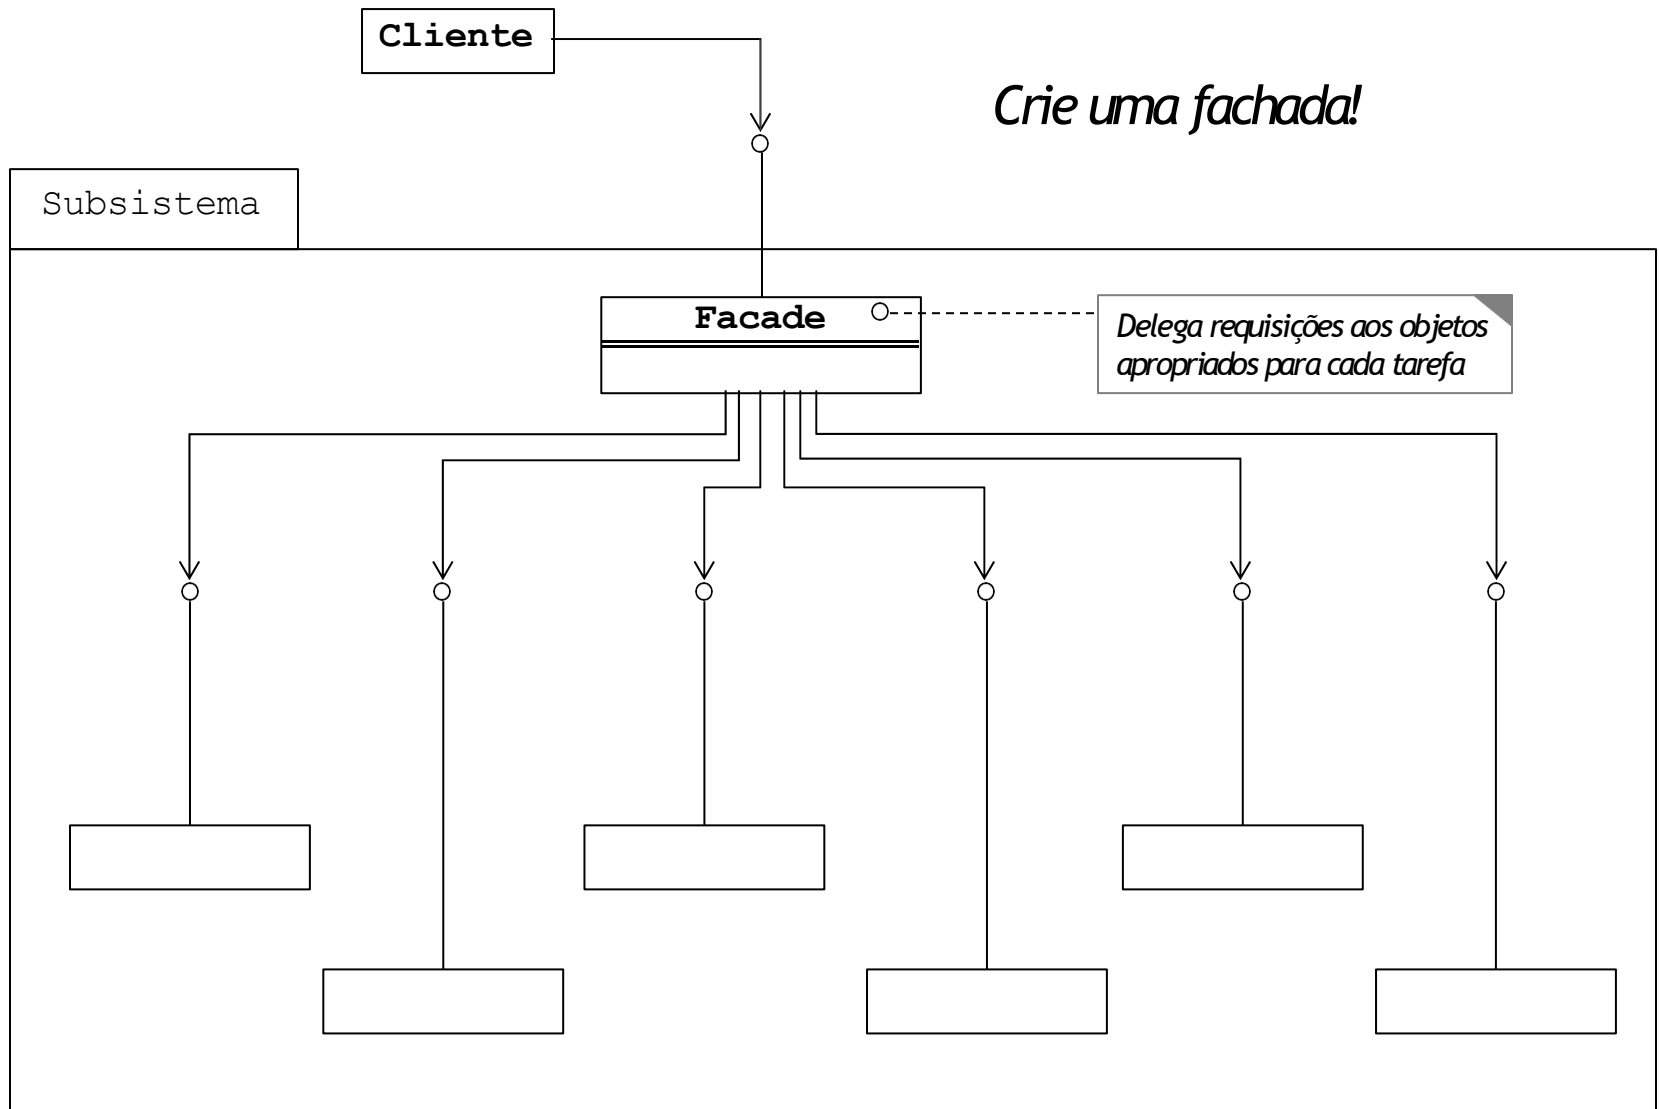 Cliente
Crie uma fachada!
Subsistema
Facade
Delega requisições aos objetos
apropriados para cada tarefa